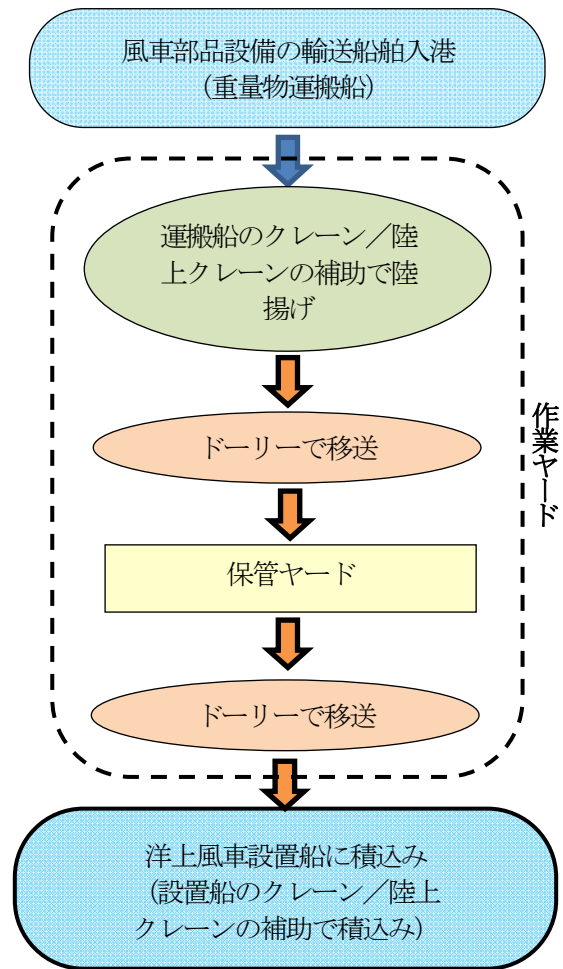 風車部品設備の輸送船舶入港
（重量物運搬船）
運搬船のクレーン／陸
上クレーンの補助で陸
揚げ
ドーリーで移送
作業ヤード
保管ヤード
ドーリーで移送
洋上風車設置船に積込み
（設置船のクレーン／陸上
クレーンの補助で積込み）